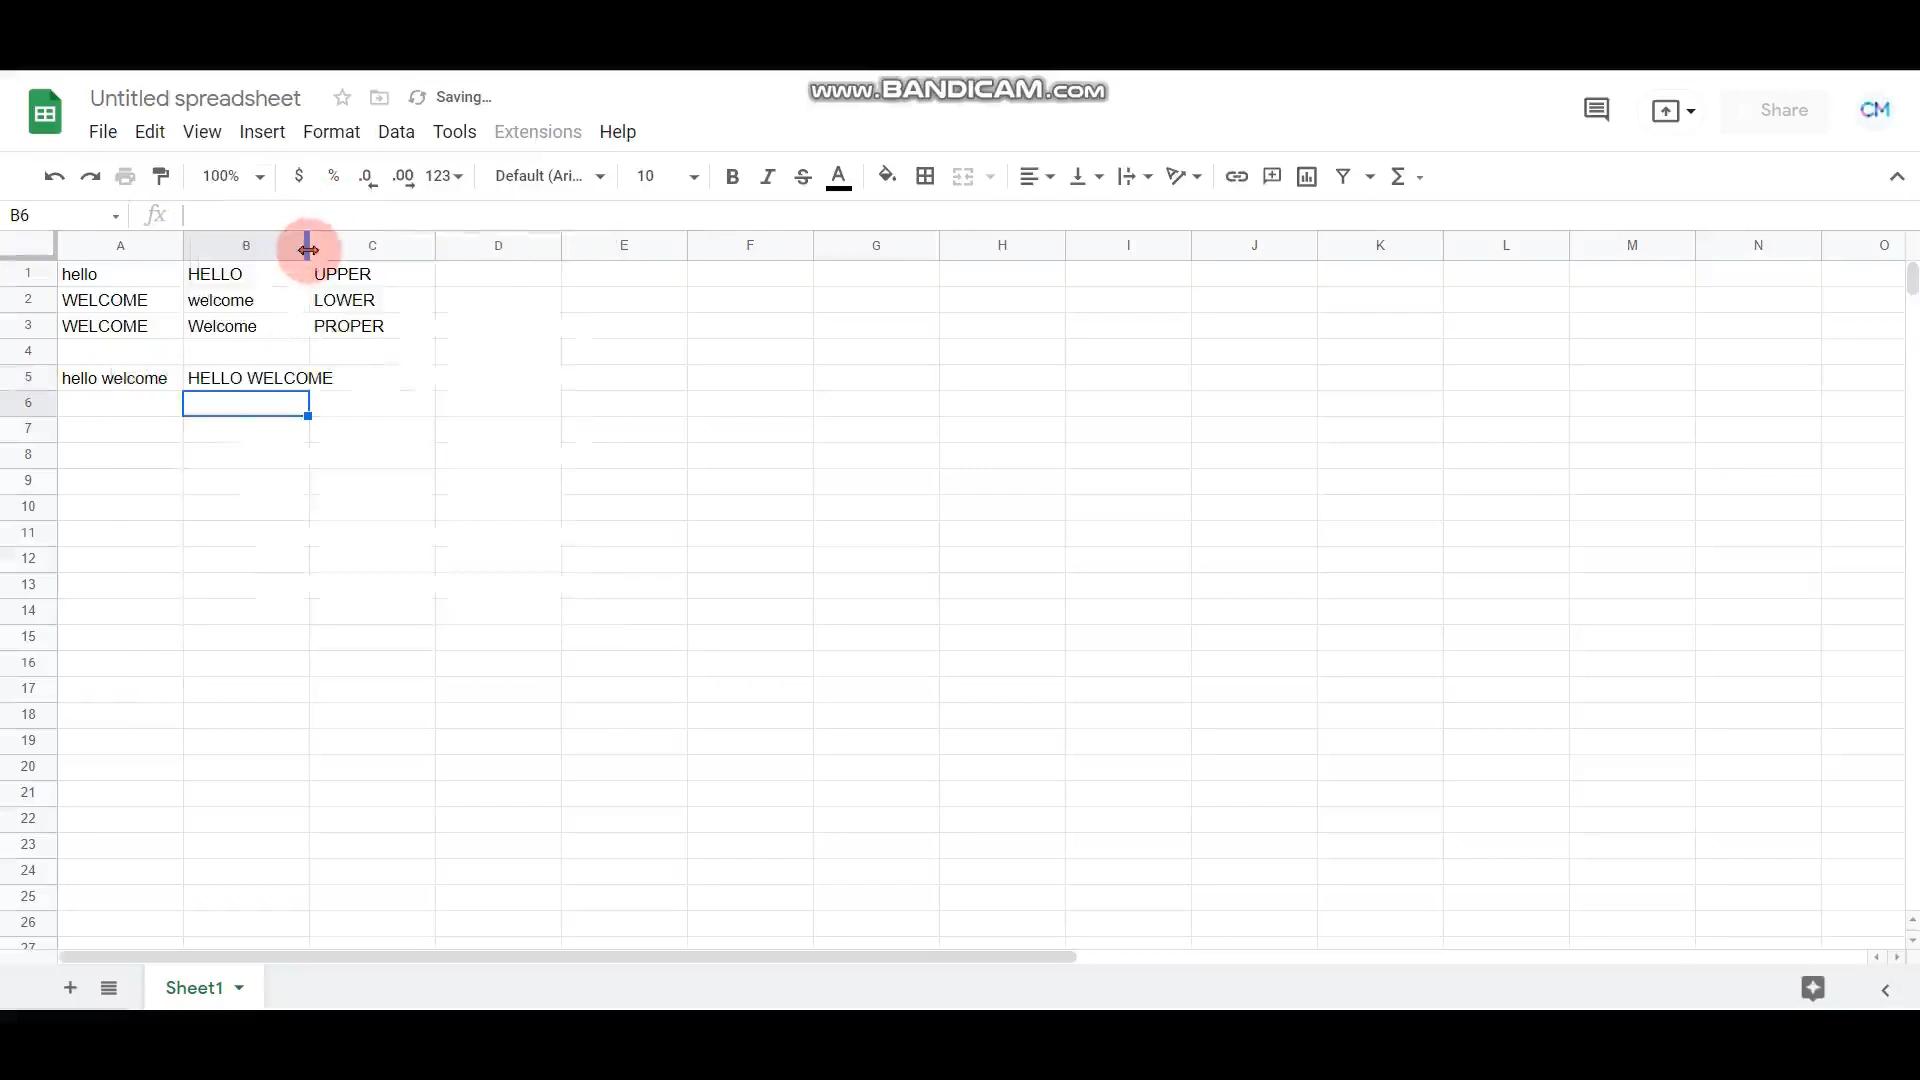 www.BANDICAM.com
Untitled spreadsheet Saving...
CM
Share
File Edit View Insert Format Data Tools Extensions Help
100% $ % .0 .00 123 Default (Ari... 10 B I S A Σ
B6 fx
A B C D E F G H I J K L M N O
1 hello HELLO UPPER
2 WELCOME welcome LOWER
3 WELCOME Welcome PROPER
4
5 hello welcome HELLO WELCOME
6
7
8
9
10
11
12
13
14
15
16
17
18
19
20
21
22
23
24
25
26
27
+ Sheet1